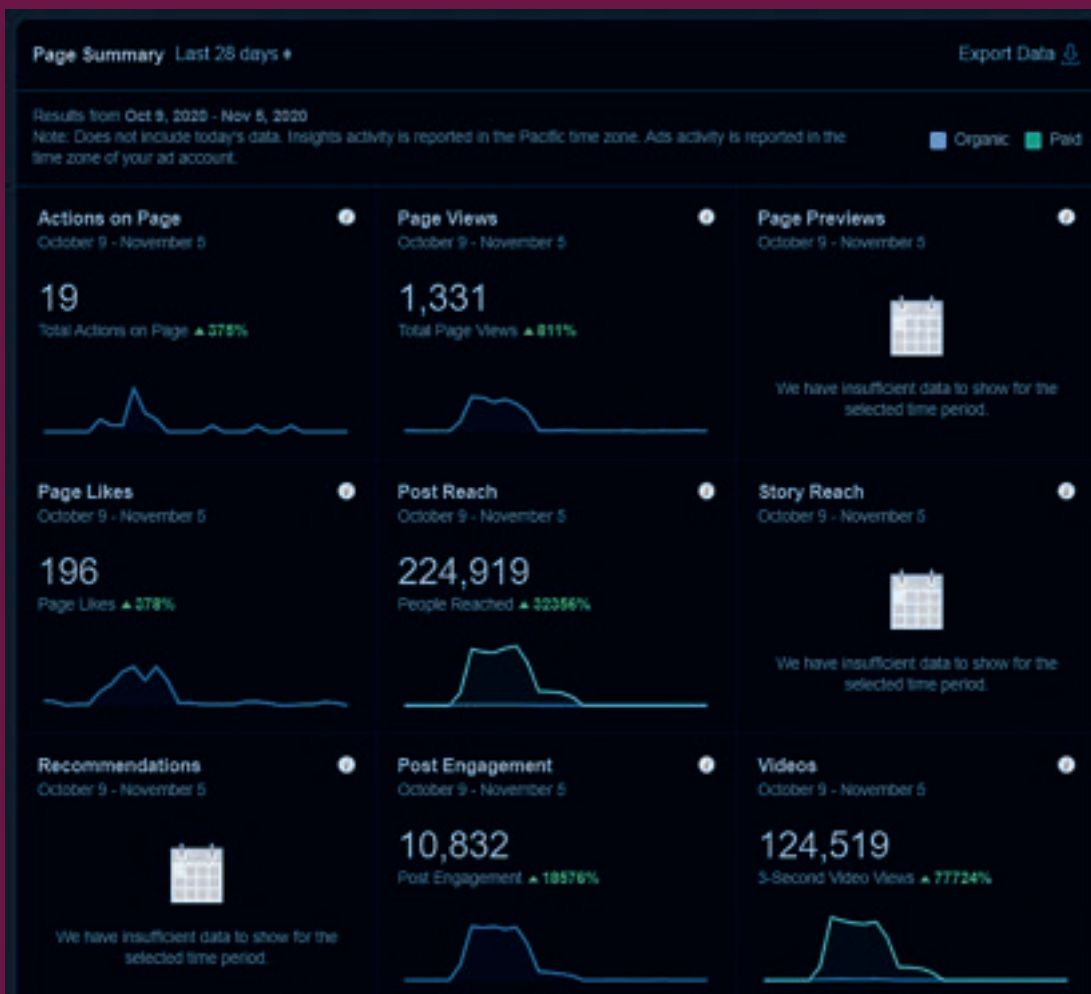 Page Summary Last 28 days
Export Data
Results from Oct 9, 2020 - Nov 5, 2020
Note: Does not include today's data. Insights activity is reported in the Pacific time zone. Ads activity is reported in the
time zone of your ad account.
Organic Paid
Actions on Page
October 9 - November 5
19
Total Actions on Page ▲375%
Page Views
October 9 - November 5
1,331
Total Page Views ▲811%
Page Previews
October 9 - November 5
We have insufficient data to show for the
selected time period.
Page Likes
October 9 - November 5
196
Page Likes ▲378%
Post Reach
October 9 - November 5
224,919
People Reached ▲32356%
Story Reach
October 9 - November 5
We have insufficient data to show for the
selected time period.
Recommendations
October 9 - November 5
We have insufficient data to show for the
selected time period.
Post Engagement
October 9 - November 5
10,832
Post Engagement ▲18576%
Videos
October 9 - November 5
124,519
3-Second Video Views ▲77724%